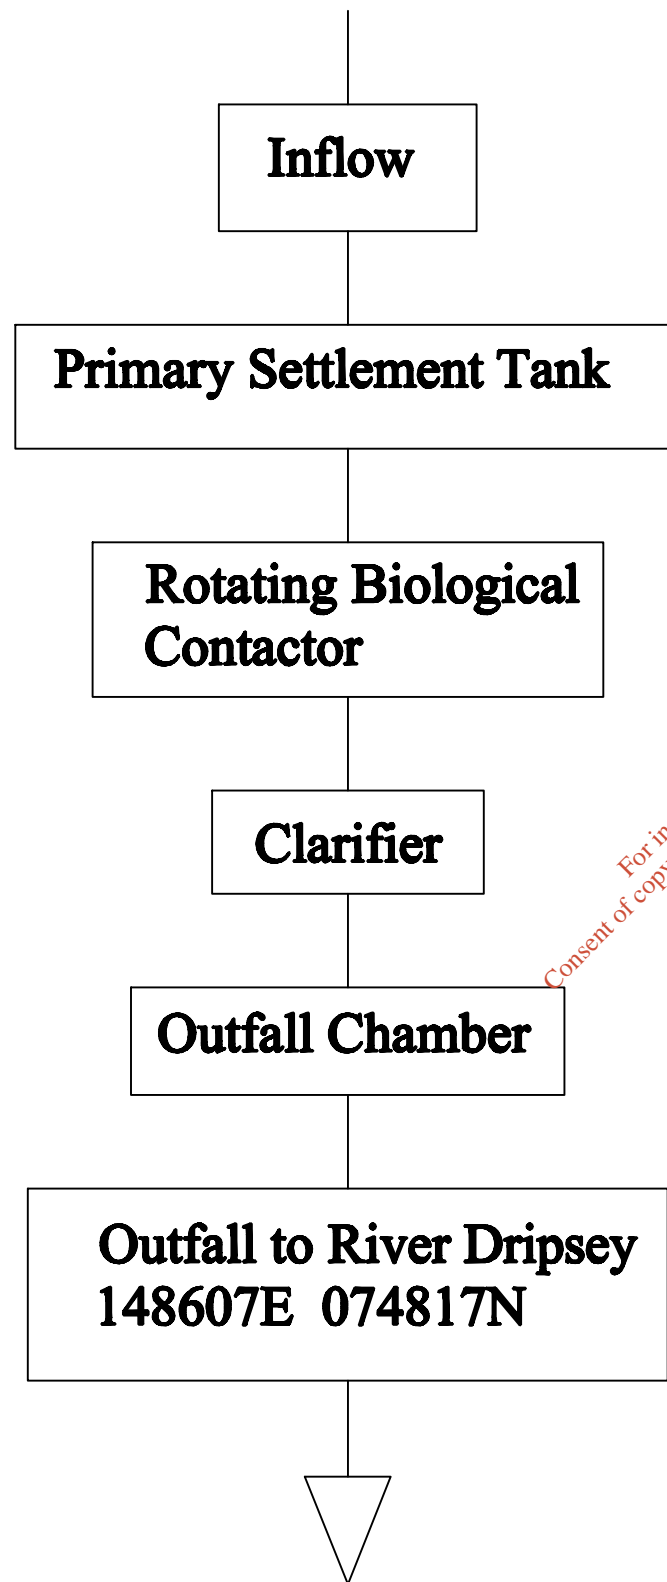 Inflow
Primary Settlement Tank
Rotating Biological
Contactor
Clarifier
For in
Consent of copy
Outfall Chamber
Outfall to River Dripsey
148607E 074817N